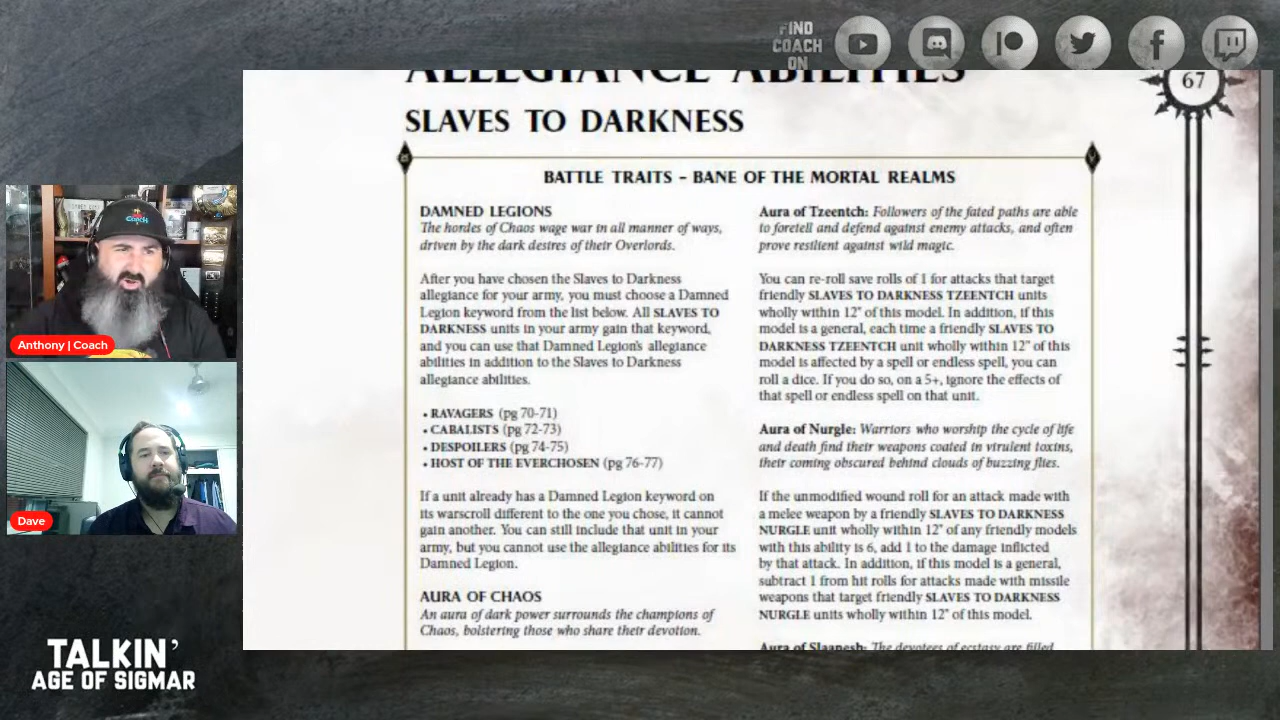 FIND
COACH
ON
ALLEGIANCE ABILITIES
67
SLAVES TO DARKNESS
BATTLE TRAITS – BANE OF THE MORTAL REALMS
DAMNED LEGIONS
The hordes of Chaos wage war in all manner of ways,
driven by the dark desires of their Overlords.
After you have chosen the Slaves to Darkness
allegiance for your army, you must choose a Damned
Legion keyword from the list below. All SLAVES TO
DARKNESS units in your army gain that keyword,
and you can use that Damned Legion's allegiance
abilities in addition to the Slaves to Darkness
allegiance abilities.
• RAVAGERS (pg 70-71)
• CABALISTS (pg 72-73)
• DESPOILERS (pg 74-75)
• HOST OF THE EVERCHOSEN (pg 76-77)
If a unit already has a Damned Legion keyword on
its warscroll different to the one you chose, it cannot
gain another. You can still include that unit in your
army, but you cannot use the allegiance abilities for its
Damned Legion.
AURA OF CHAOS
An aura of dark power surrounds the champions of
Chaos, bolstering those who share their devotion.
Aura of Tzeentch: Followers of the fated paths are able
to foretell and defend against enemy attacks, and often
prove resilient against wild magic.
You can re-roll save rolls of 1 for attacks that target
friendly SLAVES TO DARKNESS TZEENTCH units
wholly within 12" of this model. In addition, if this
model is a general, each time a friendly SLAVES TO
DARKNESS TZEENTCH unit wholly within 12" of this
model is affected by a spell or endless spell, you can
roll a dice. If you do so, on a 5+, ignore the effects of
that spell or endless spell on that unit.
Aura of Nurgle: Warriors who worship the cycle of life
and death find their weapons coated in virulent toxins,
their coming obscured behind clouds of buzzing flies.
If the unmodified wound roll for an attack made with
a melee weapon by a friendly SLAVES TO DARKNESS
NURGLE unit wholly within 12" of any friendly models
with this ability is 6, add 1 to the damage inflicted
by that attack. In addition, if this model is a general,
subtract 1 from hit rolls for attacks made with missile
weapons that target friendly SLAVES TO DARKNESS
NURGLE units wholly within 12" of this model.
Aura of Slaanesh: The devotees of ecstasy are filled
COACH
Anthony | Coach
Dave
TALKIN'
AGE OF SIGMAR